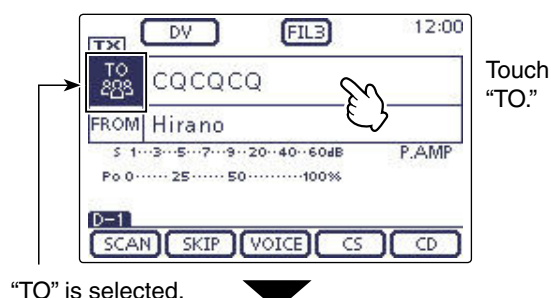 DV FIL3 12:00
TX
TO CQCQCQ
Touch
“TO.”
FROM Hirano
S 1···3···5···7···9··20··40··60dB P.AMP
Po 0······ 25······ 50·········100%
D-1
SCAN SKIP VOICE CS CD
“TO” is selected.